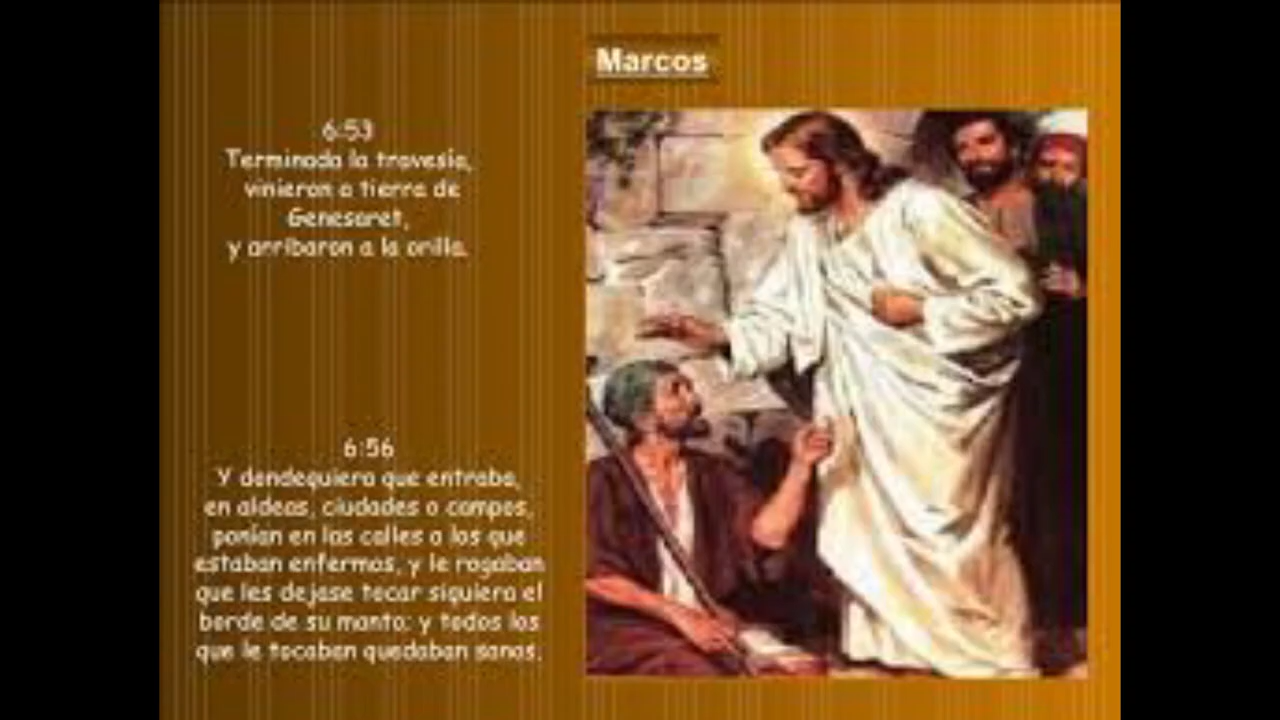 Marcos
6:53
Terminada la travesía,
vinieron a tierra de
Genesaret,
y arribaron a la orilla.
6:56
Y dondequiera que entraba,
en aldeas, ciudades o campos,
ponían en las calles a los que
estaban enfermos, y le rogaban
que les dejase tocar siquiera el
borde de su manto; y todos los
que le tocaban quedaban sanos.